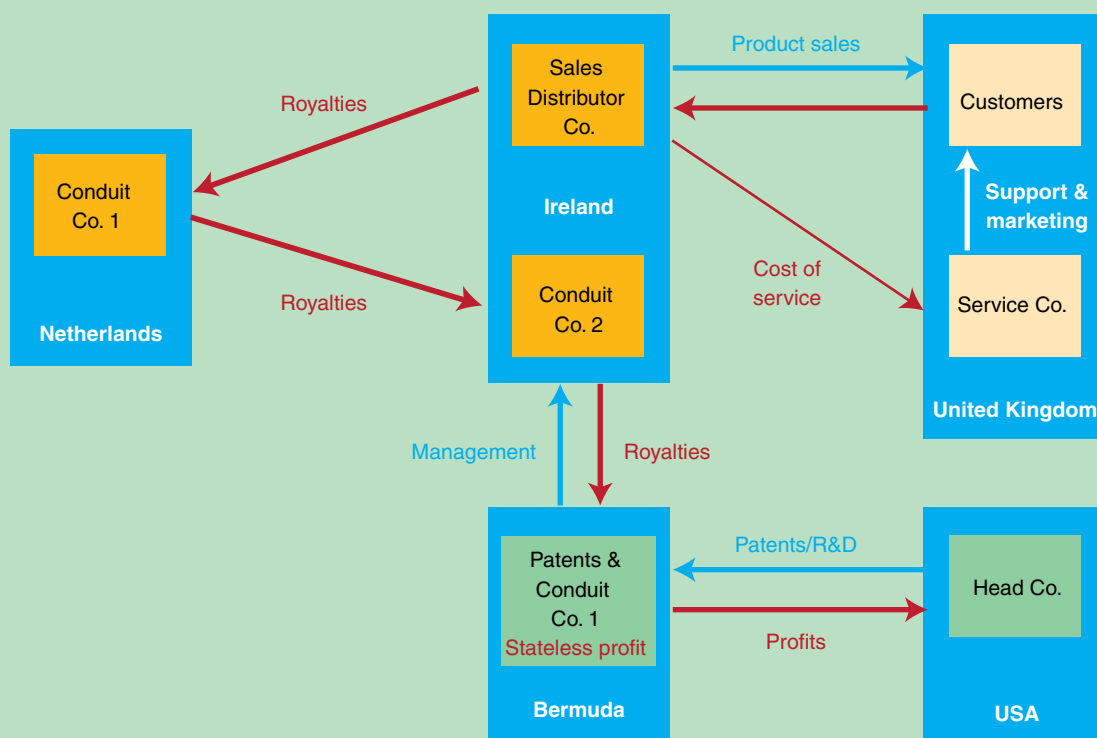 Product sales
Sales
Distributor
Co.
Customers
Royalties
Conduit
Co. 1
Ireland
Support &
marketing
Cost of
service
Royalties
Conduit
Co. 2
Service Co.
Netherlands
United Kingdom
Management
Royalties
Patents &
Conduit
Co. 1
Stateless profit
Patents/R&D
Head Co.
Profits
Bermuda
USA